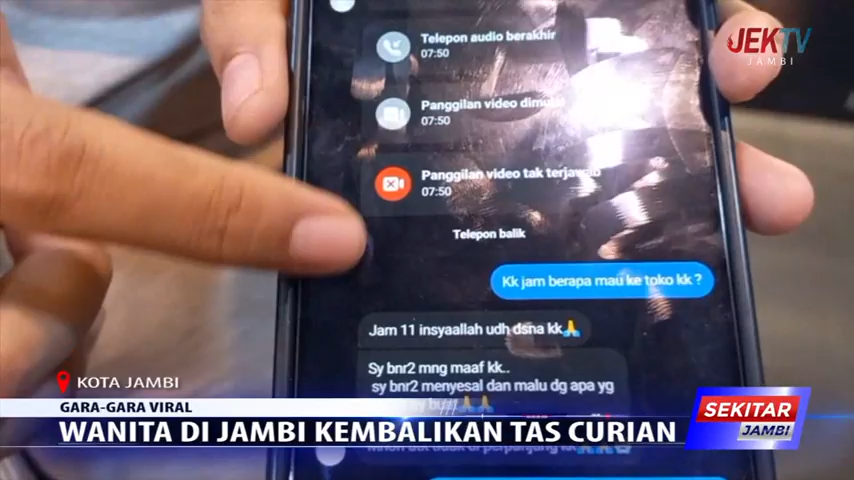 JEKTV
JAMBI
Telepon audio berakhir
07:50
Panggilan video dimulai
07:50
Panggilan video tak terjawab
07:50
Telepon balik
Kk jam berapa mau ke toko kk ?
Jam 11 insyaallah udh dsna kk🙏
Sy bnr2 mng maaf kk..
sy bnr2 menyesal dan malu dg apa yg
KOTA JAMBI
GARA-GARA VIRAL
WANITA DI JAMBI KEMBALIKAN TAS CURIAN
SEKITAR
JAMBI